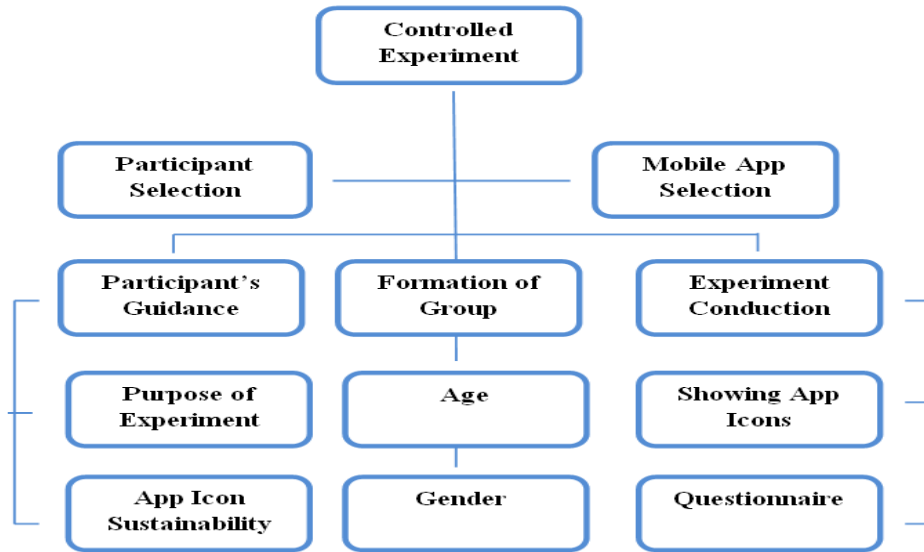 Controlled
Experiment
Participant
Selection
Mobile App
Selection
Participant’s
Guidance
Formation of
Group
Experiment
Conduction
Purpose of
Experiment
Age
Showing App
Icons
App Icon
Sustainability
Gender
Questionnaire